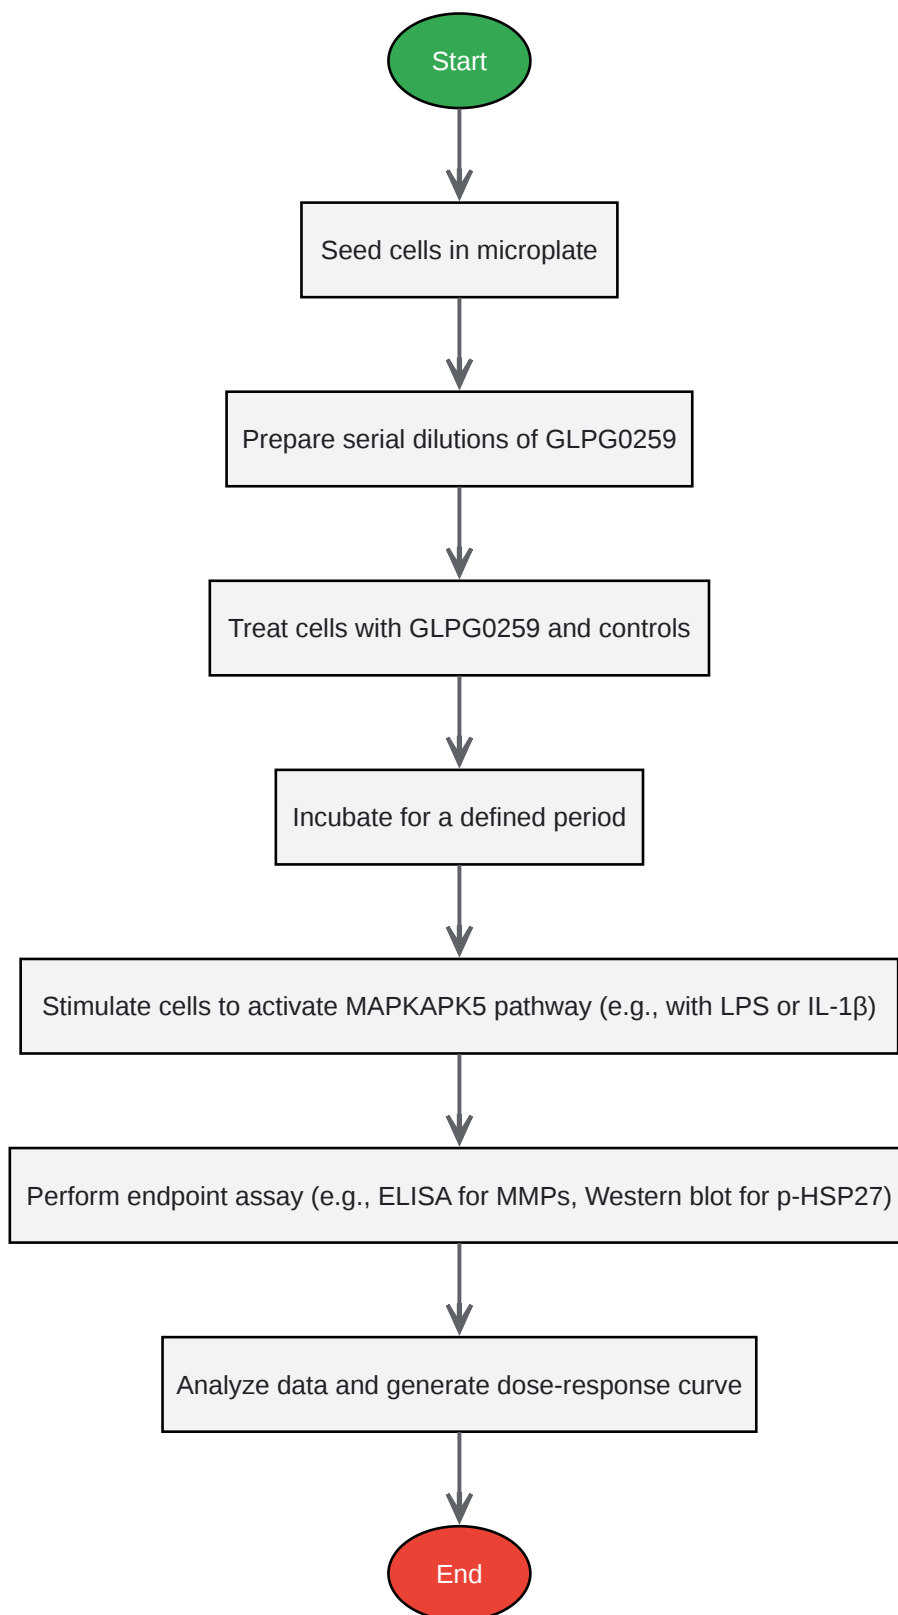 Start
Seed cells in microplate
Prepare serial dilutions of GLPG0259
Treat cells with GLPG0259 and controls
Incubate for a defined period
Stimulate cells to activate MAPKAPK5 pathway (e.g., with LPS or IL-1β)
Perform endpoint assay (e.g., ELISA for MMPs, Western blot for p-HSP27)
Analyze data and generate dose-response curve
End